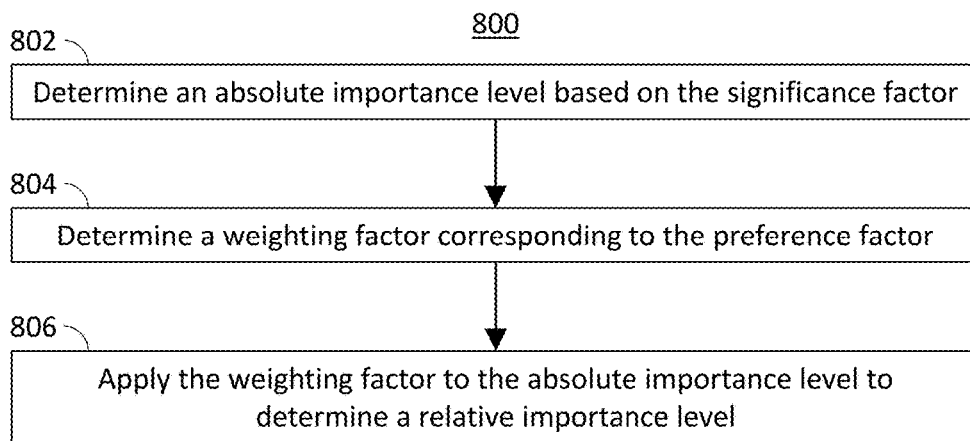 800
802
Determine an absolute importance level based on the significance factor
804
Determine a weighting factor corresponding to the preference factor
806
Apply the weighting factor to the absolute importance level to
determine a relative importance level